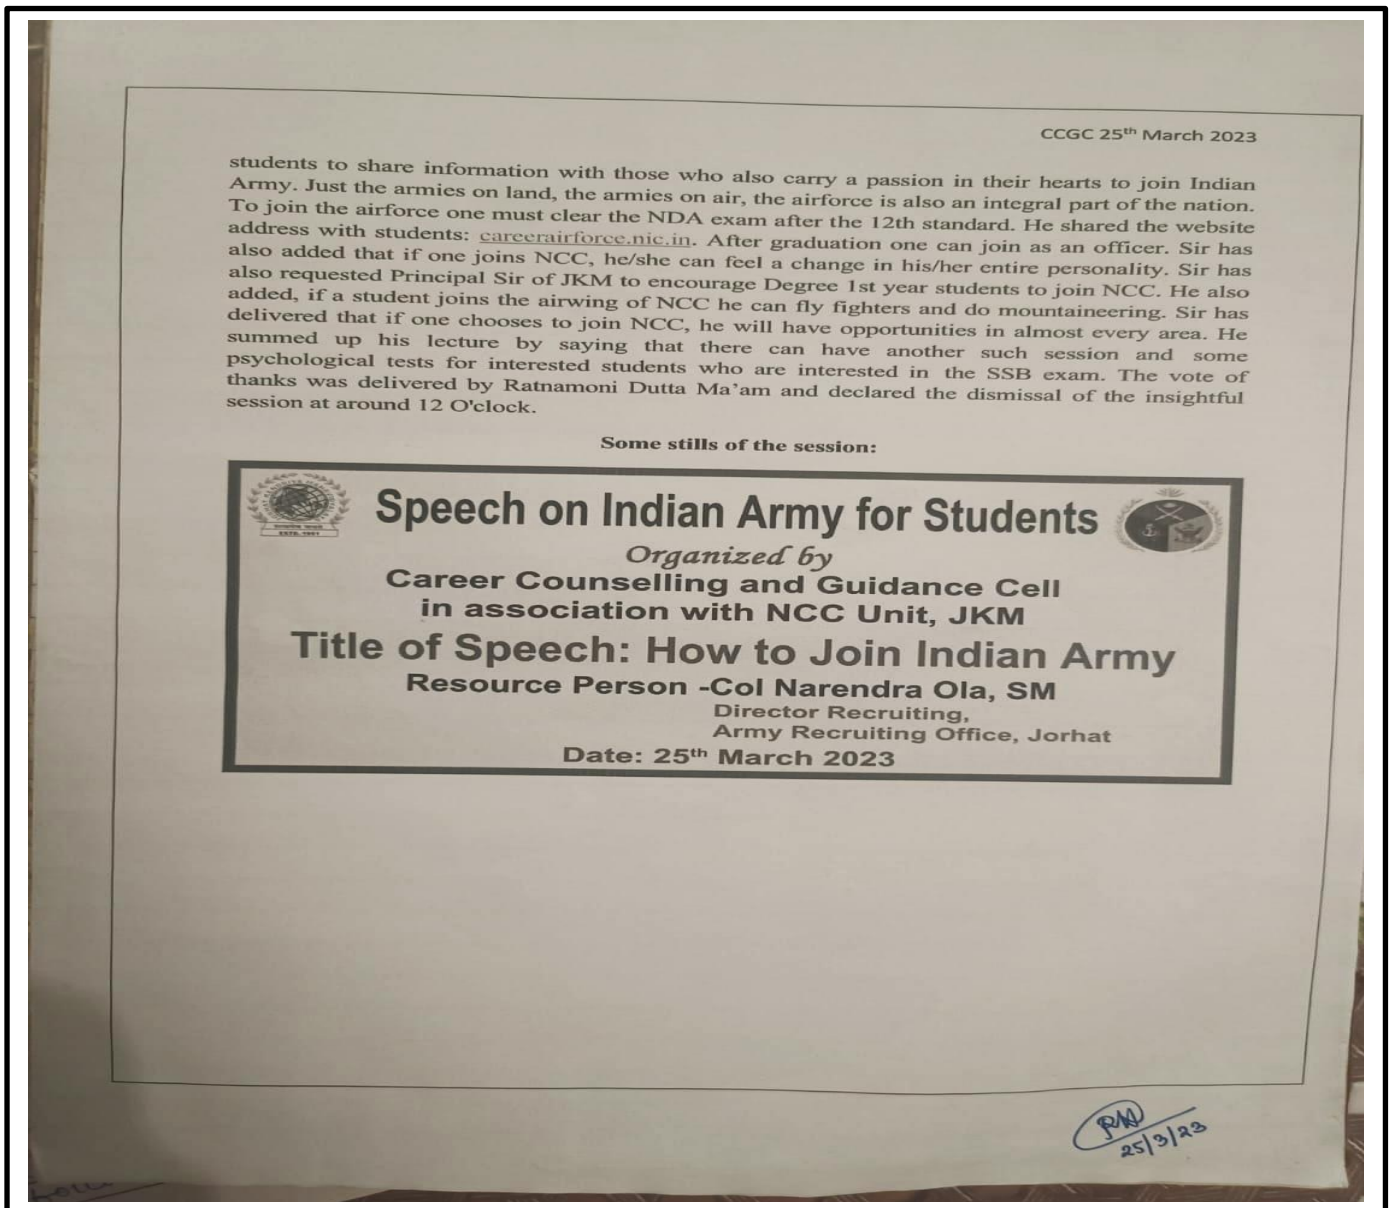 CCGC 25th March 2023
students to share information with those who also carry a passion in their hearts to join Indian
Army. Just the armies on land, the armies on air, the airforce is also an integral part of the nation.
To join the airforce one must clear the NDA exam after the 12th standard. He shared the website
address with students: careerairforce.nic.in. After graduation one can join as an officer. Sir has
also added that if one joins NCC, he/she can feel a change in his/her entire personality. Sir has
also requested Principal Sir of JKM to encourage Degree 1st year students to join NCC. He also
added, if a student joins the airwing of NCC he can fly fighters and do mountaineering. Sir has
delivered that if one chooses to join NCC, he will have opportunities in almost every area. He
summed up his lecture by saying that there can have another such session and some
psychological tests for interested students who are interested in the SSB exam. The vote of
thanks was delivered by Ratnamoni Dutta Ma'am and declared the dismissal of the insightful
session at around 12 O'clock.
Some stills of the session:
Speech on Indian Army for Students
ESTD. 1991
Organized by
Career Counselling and Guidance Cell
in association with NCC Unit, JKM
Title of Speech: How to Join Indian Army
Resource Person -Col Narendra Ola, SM
Director Recruiting,
Army Recruiting Office, Jorhat
Date: 25th March 2023
25/3/23